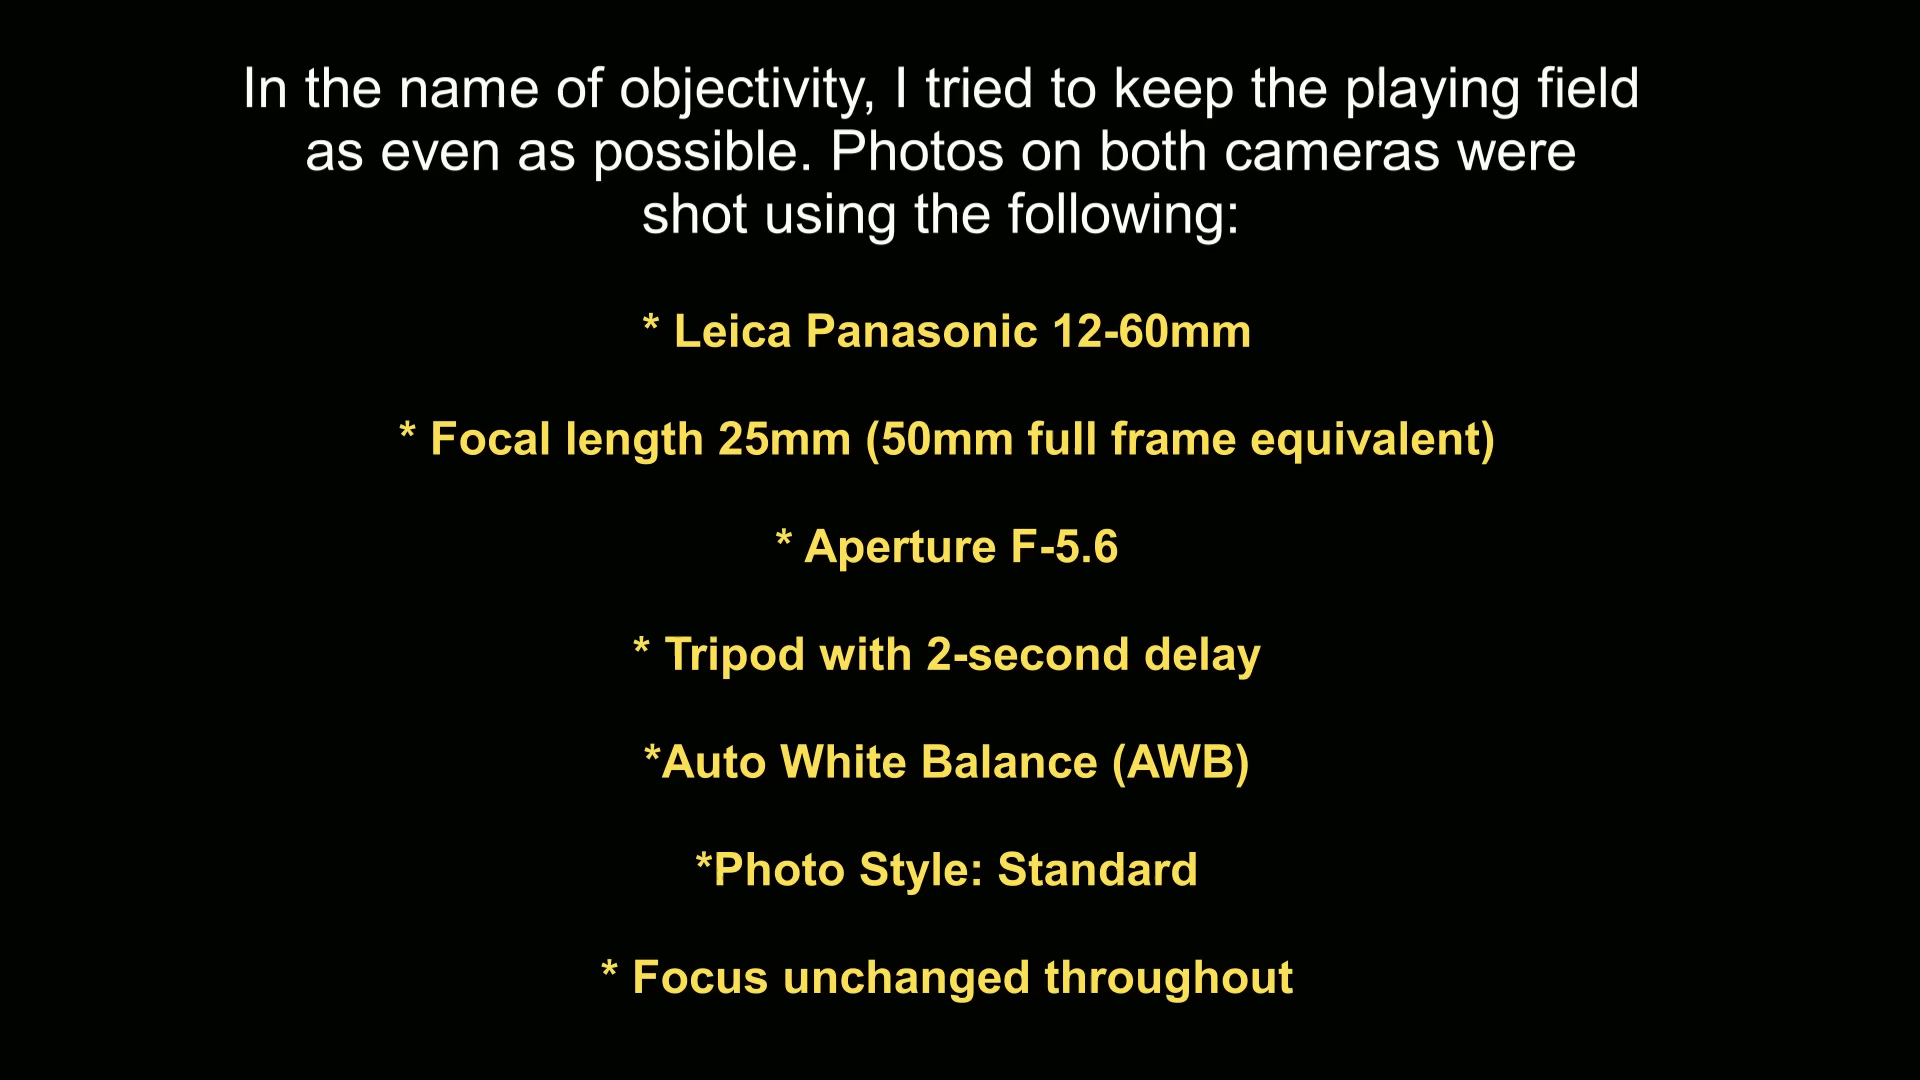 In the name of objectivity, I tried to keep the playing field
as even as possible. Photos on both cameras were
shot using the following:
* Leica Panasonic 12-60mm
* Focal length 25mm (50mm full frame equivalent)
* Aperture F-5.6
* Tripod with 2-second delay
*Auto White Balance (AWB)
*Photo Style: Standard
* Focus unchanged throughout